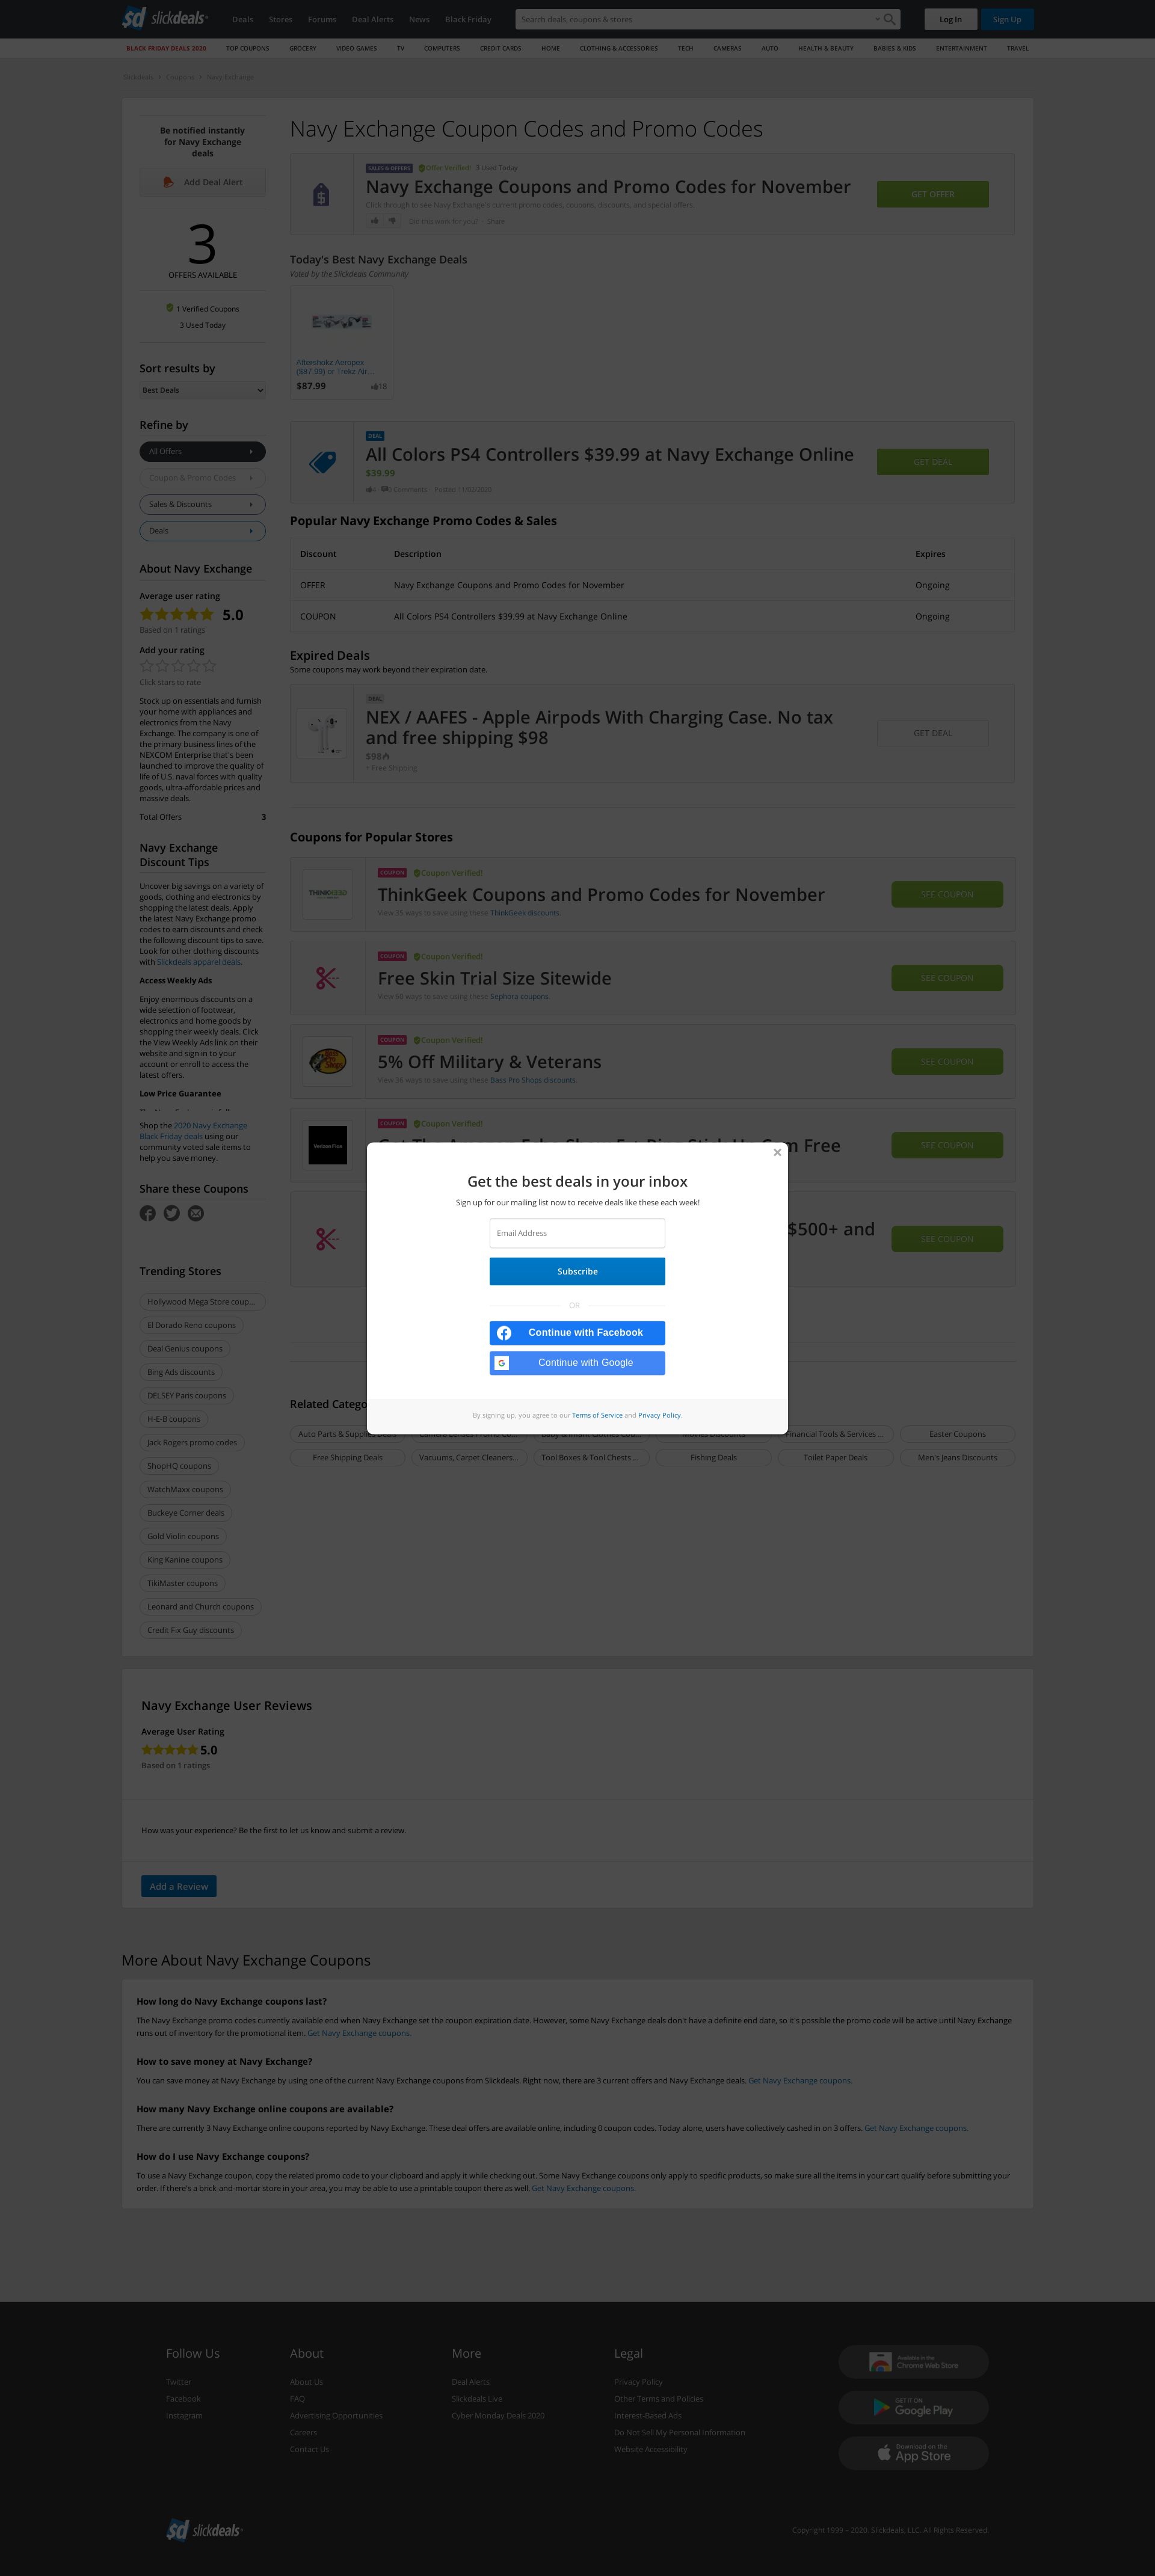 sd slickdeals
Deals Stores Forums Deal Alerts News Black Friday
Search deals, coupons & stores
Log In
Sign Up
BLACK FRIDAY DEALS 2020 TOP COUPONS GROCERY VIDEO GAMES TV COMPUTERS CREDIT CARDS HOME CLOTHING & ACCESSORIES TECH CAMERAS AUTO HEALTH & BEAUTY BABIES & KIDS ENTERTAINMENT TRAVEL
Slickdeals Coupons Navy Exchange
Be notified instantly
for Navy Exchange
deals
Add Deal Alert
3
OFFERS AVAILABLE
1 Verified Coupons
3 Used Today
Sort results by
Best Deals
Refine by
All Offers
Coupon & Promo Codes
Sales & Discounts
Deals
About Navy Exchange
Average user rating
5.0
Based on 1 ratings
Add your rating
Click stars to rate
Stock up on essentials and furnish
your home with appliances and
electronics from the Navy
Exchange. The company is one of
the primary business lines of the
NEXCOM Enterprise that's been
launched to improve the quality of
life of U.S. naval forces with quality
goods, ultra-affordable prices and
massive deals.
Total Offers 3
Navy Exchange
Discount Tips
Uncover big savings on a variety of
goods, clothing and electronics by
shopping the latest deals. Apply
the latest Navy Exchange promo
codes to earn discounts and check
the following discount tips to save.
Look for other clothing discounts
with Slickdeals apparel deals.
Access Weekly Ads
Enjoy enormous discounts on a
wide selection of footwear,
electronics and home goods by
shopping their weekly deals. Click
the View Weekly Ads link on their
website and sign in to your
account or enroll to access the
latest offers.
Low Price Guarantee
Shop the 2020 Navy Exchange
Black Friday deals using our
community voted sale items to
help you save money.
Share these Coupons
Trending Stores
Hollywood Mega Store coup...
El Dorado Reno coupons
Deal Genius coupons
Bing Ads discounts
DELSEY Paris coupons
H-E-B coupons
Jack Rogers promo codes
ShopHQ coupons
WatchMaxx coupons
Buckeye Corner deals
Gold Violin coupons
King Kanine coupons
TikiMaster coupons
Leonard and Church coupons
Credit Fix Guy discounts
Navy Exchange Coupon Codes and Promo Codes
SALES & OFFERS Offer Verified! 3 Used Today
Navy Exchange Coupons and Promo Codes for November
Click through to see Navy Exchange's current promo codes, coupons, discounts, and special offers.
Did this work for you? Share
GET OFFER
Today's Best Navy Exchange Deals
Voted by the Slickdeals Community
Aftershokz Aeropex
($87.99) or Trekz Air...
$87.99 18
DEAL
All Colors PS4 Controllers $39.99 at Navy Exchange Online
$39.99
Comments - Posted 11/02/2020
GET DEAL
Popular Navy Exchange Promo Codes & Sales
Discount Description Expires
OFFER Navy Exchange Coupons and Promo Codes for November Ongoing
COUPON All Colors PS4 Controllers $39.99 at Navy Exchange Online Ongoing
Expired Deals
Some coupons may work beyond their expiration date.
DEAL
NEX / AAFES - Apple Airpods With Charging Case. No tax
and free shipping $98
$98
+ Free Shipping
GET DEAL
Coupons for Popular Stores
THINKGEEK
COUPON Coupon Verified!
ThinkGeek Coupons and Promo Codes for November
View 35 ways to save using these ThinkGeek discounts.
SEE COUPON
COUPON Coupon Verified!
Free Skin Trial Size Sitewide
View 60 ways to save using these Sephora coupons.
SEE COUPON
COUPON Coupon Verified!
5% Off Military & Veterans
View 36 ways to save using these Bass Pro Shops discounts.
SEE COUPON
COUPON Coupon Verified!
SEE COUPON
$500+ and
SEE COUPON
Get the best deals in your inbox
Sign up for our mailing list now to receive deals like these each week!
Email Address
Subscribe
OR
Continue with Facebook
Continue with Google
By signing up, you agree to our Terms of Service and Privacy Policy.
Related Catego
Financial Tools & Services ... Easter Coupons
Free Shipping Deals Vacuums, Carpet Cleaners... Tool Boxes & Tool Chests ... Fishing Deals Toilet Paper Deals Men's Jeans Discounts
Navy Exchange User Reviews
Average User Rating
5.0
Based on 1 ratings
How was your experience? Be the first to let us know and submit a review.
Add a Review
More About Navy Exchange Coupons
How long do Navy Exchange coupons last?
The Navy Exchange promo codes currently available end when Navy Exchange set the coupon expiration date. However, some Navy Exchange deals don't have a definite end date, so it's possible the promo code will be active until Navy Exchange
runs out of inventory for the promotional item. Get Navy Exchange coupons.
How to save money at Navy Exchange?
You can save money at Navy Exchange by using one of the current Navy Exchange coupons from Slickdeals. Right now, there are 3 current offers and Navy Exchange deals. Get Navy Exchange coupons.
How many Navy Exchange online coupons are available?
There are currently 3 Navy Exchange online coupons reported by Navy Exchange. These deal offers are available online, including 0 coupon codes. Today alone, users have collectively cashed in on 3 offers. Get Navy Exchange coupons.
How do I use Navy Exchange coupons?
To use a Navy Exchange coupon, copy the related promo code to your clipboard and apply it while checking out. Some Navy Exchange coupons only apply to specific products, so make sure all the items in your cart qualify before submitting your
order. If there's a brick-and-mortar store in your area, you may be able to use a printable coupon there as well. Get Navy Exchange coupons.
Follow Us
Twitter
Facebook
Instagram
About
About Us
FAQ
Advertising Opportunities
Careers
Contact Us
More
Deal Alerts
Slickdeals Live
Cyber Monday Deals 2020
Legal
Privacy Policy
Other Terms and Policies
Interest-Based Ads
Do Not Sell My Personal Information
Website Accessibility
Available in the
Chrome Web Store
GET IT ON
Google Play
Download on the
App Store
sd slickdeals
Copyright 1999 - 2020. Slickdeals, LLC. All Rights Reserved.